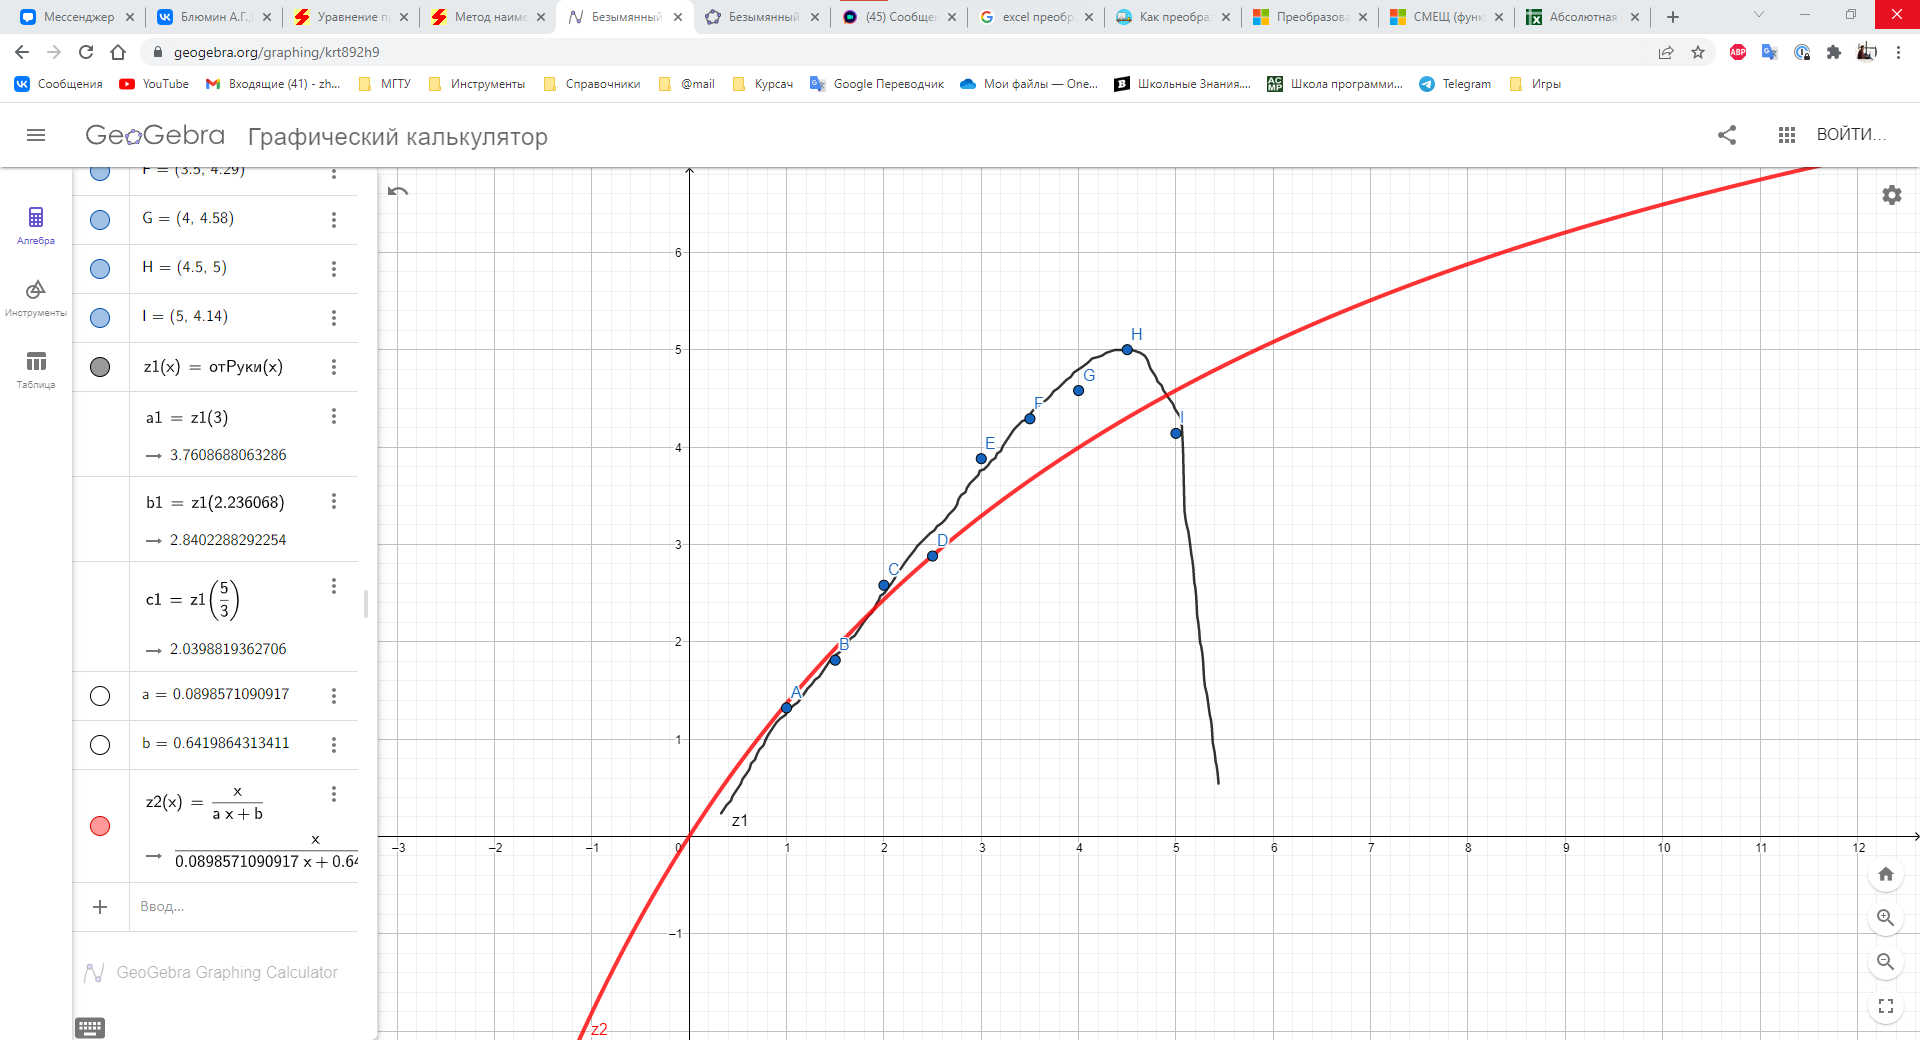 Мессенджер
Блюмин А.Г.,
Уравнение п
Метод наиме
Безымянный
Безымянный
(45) Сообщен
excel преобр
Как преобра
Преобразова
СМЕЩ (функ
Абсолютная
geogebra.org/graphing/krt892h9
ABP
Сообщения
YouTube
Входящие (41) - zh...
МГТУ
Инструменты
Справочники
@mail
Курсач
Google Переводчик
Мои файлы — One...
Школьные Знания....
Школа программи...
Telegram
Игры
GeoGebra
Графический калькулятор
ВОЙТИ...
Алгебра
Инструменты
Таблица
F = (3.5, 4.29)
G = (4, 4.58)
H = (4.5, 5)
I = (5, 4.14)
z1(x) = отРуки(x)
a1 = z1(3)
→ 3.7608688063286
b1 = z1(2.236068)
→ 2.8402288292254
c1 = z1(5/3)
→ 2.0398819362706
a = 0.0898571090917
b = 0.6419864313411
z2(x) = x / (a x + b)
→ x / 0.0898571090917 x + 0.64
+ Ввод...
GeoGebra Graphing Calculator
6
5
4
3
2
1
−1
−3 −2 −1 0 1 2 3 4 5 6 7 8 9 10 11 12
A
B
C
D
E
F
G
H
I
z1
z2